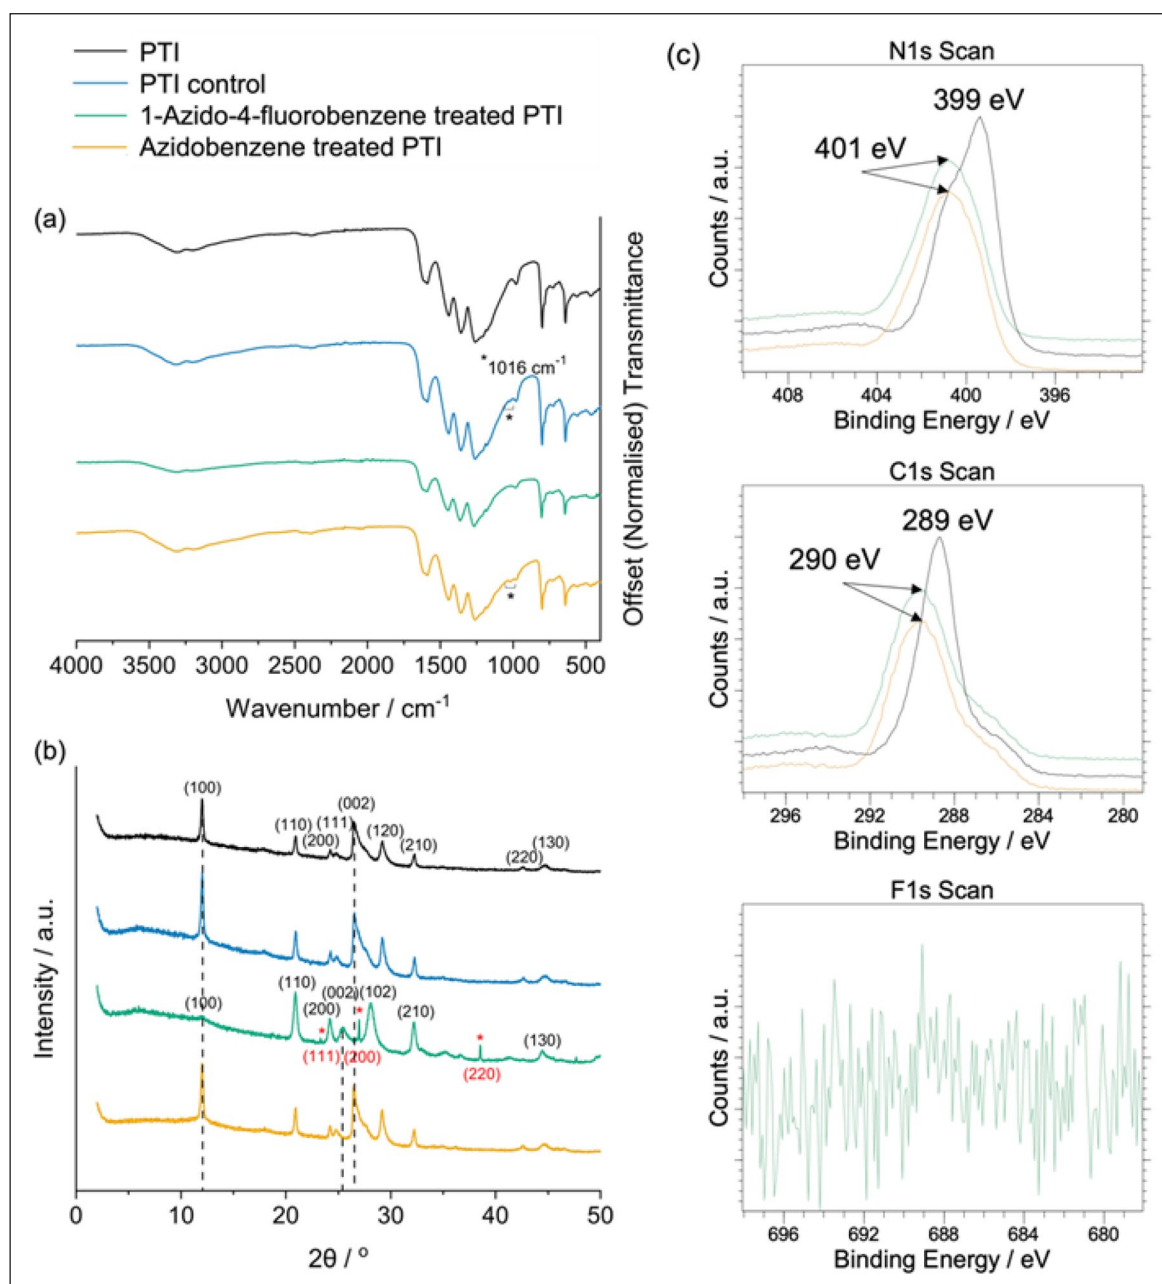 PTI
PTI control
1-Azido-4-fluorobenzene treated PTI
Azidobenzene treated PTI
(a)
*1016 cm-1
*
*
4000 3500 3000 2500 2000 1500 1000 500
Wavenumber / cm-1
Offset (Normalised) Transmittance
(b)
(100)
(110)
(200)
(111)
(002)
(120)
(210)
(220)
(130)
(100)
(110)
(200)
(002)
(102)
(210)
(130)
*
*
*
(111)
(200)
(220)
Intensity / a.u.
0 10 20 30 40 50
2θ / º
(c)
N1s Scan
399 eV
401 eV
Counts / a.u.
408 404 400 396
Binding Energy / eV
C1s Scan
289 eV
290 eV
Counts / a.u.
296 292 288 284 280
Binding Energy / eV
F1s Scan
Counts / a.u.
696 692 688 684 680
Binding Energy / eV